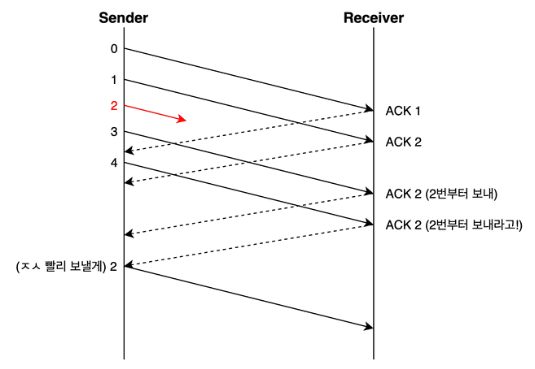 Sender
Receiver
0
1
ACK 1
2
ACK 2
3
4
ACK 2 (2번부터 보내)
ACK 2 (2번부터 보내라고!)
(ㅈㅅ 빨리 보낼게) 2